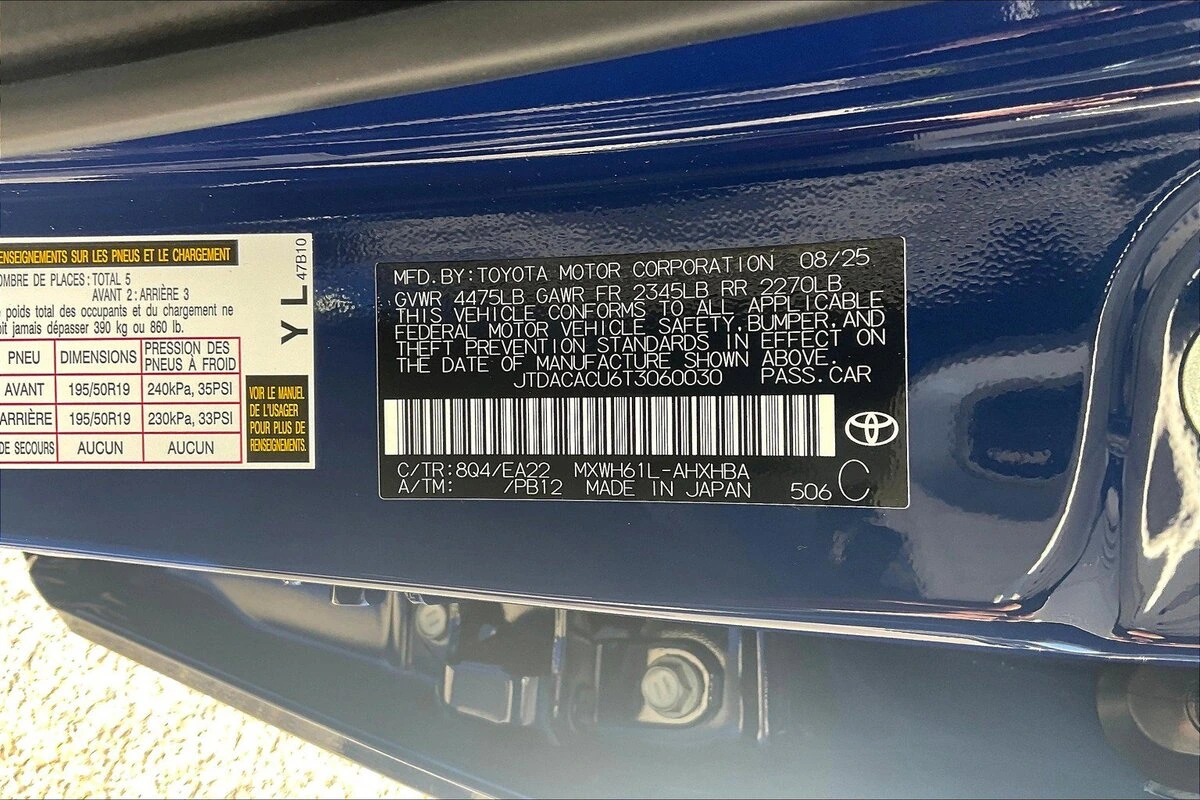 ENSEIGNEMENTS SUR LES PNEUS ET LE CHARGEMENT
OMBRE DE PLACES: TOTAL 5
AVANT 2: ARRIÈRE 3
poids total des occupants et du chargement ne
oit jamais dépasser 390 kg ou 860 lb.
PNEU DIMENSIONS PRESSION DES PNEUS À FROID
AVANT 195/50R19 240kPa, 35PSI
ARRIÈRE 195/50R19 230kPa, 33PSI
DE SECOURS AUCUN AUCUN
VOIR LE MANUEL
DE L'USAGER
POUR PLUS DE
RENSEIGNEMENTS.
YL
47B10
MFD. BY: TOYOTA MOTOR CORPORATION 08/25
GVWR 4475LB GAWR FR 2345LB RR 2270LB
THIS VEHICLE CONFORMS TO ALL APPLICABLE
FEDERAL MOTOR VEHICLE SAFETY, BUMPER, AND
THEFT PREVENTION STANDARDS IN EFFECT ON
THE DATE OF MANUFACTURE SHOWN ABOVE.
JTDACACU6T3060030 PASS. CAR
C/TR: 8Q4/EA22 MXWH61L-AHXHBA
A/TM: /PB12 MADE IN JAPAN 506 C